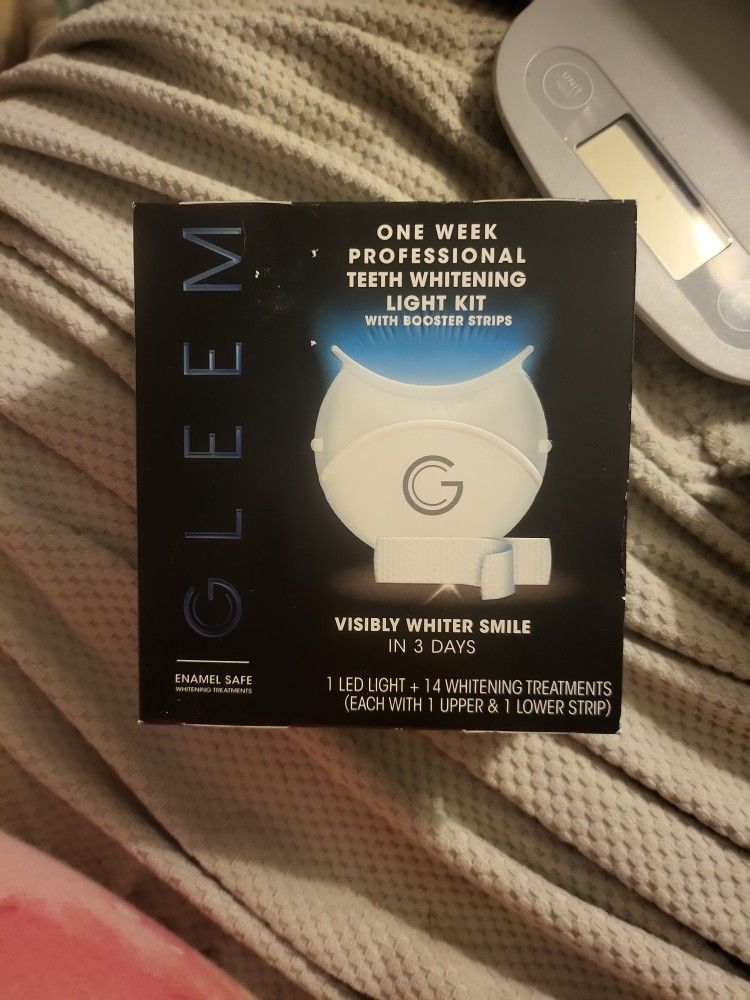 GLEEM
ENAMEL SAFE
WHITENING TREATMENTS
ONE WEEK
PROFESSIONAL
TEETH WHITENING
LIGHT KIT
WITH BOOSTER STRIPS
G
VISIBLY WHITER SMILE
IN 3 DAYS
1 LED LIGHT + 14 WHITENING TREATMENTS
(EACH WITH 1 UPPER & 1 LOWER STRIP)
UNIT